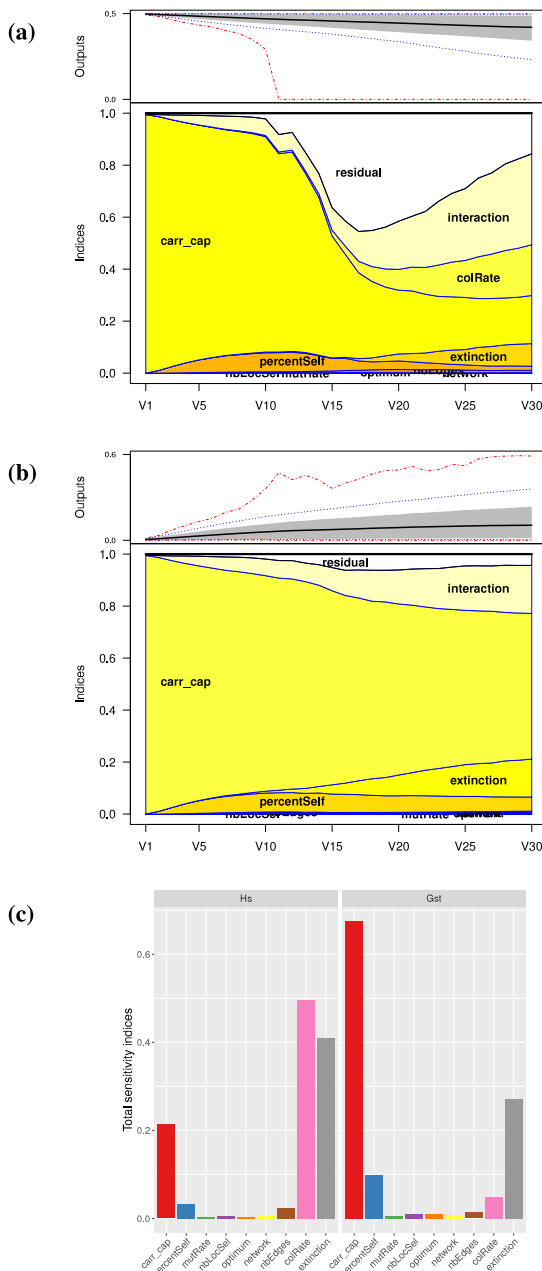 (a)
Outputs
0.5
0.0
Indices
1.0
0.8
0.6
0.4
0.2
0.0
residual
interaction
carr_cap
colRate
extinction
percentSelf
optimum
network
V1
V5
V10
V15
V20
V25
V30
(b)
Outputs
0.6
0.0
Indices
1.0
0.8
0.6
0.4
0.2
0.0
residual
interaction
carr_cap
extinction
percentSelf
mutRate
V1
V5
V10
V15
V20
V25
V30
(c)
Hs
Gst
Total sensitivity indices
0.6
0.4
0.2
0.0
carr_cap
ercentSelf
mutRate
nbLocSel
optimum
network
nbEdges
colRate
extinction
carr_cap
ercentSelf
mutRate
nbLocSel
optimum
network
nbEdges
colRate
extinction